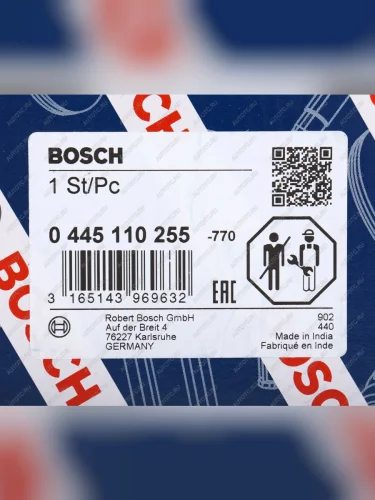 BOSCH
1 St/Pc
0 445 110 255 -770
3 165143 969632
EAC
Robert Bosch GmbH
Auf der Breit 4
76227 Karlsruhe
GERMANY
902
440
Made in India
Fabriqué en Inde
BOSCH